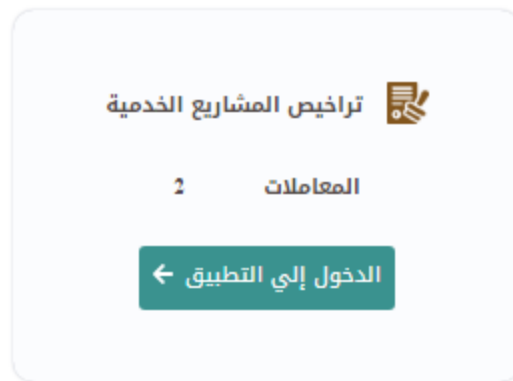 تراخيص المشاريع الخدمية
المعاملات 2
الدخول إلي التطبيق ←